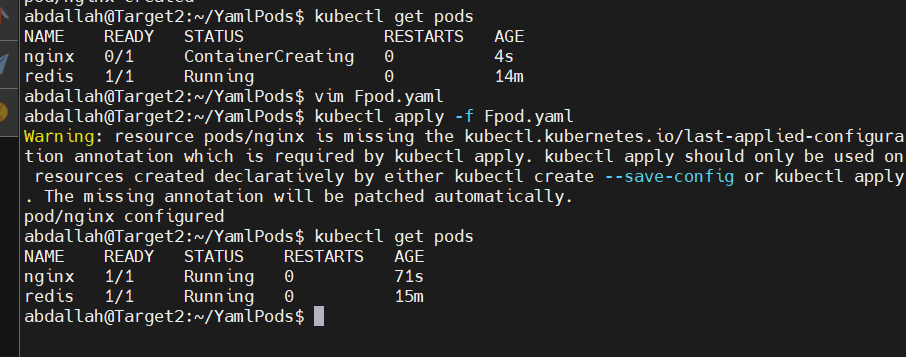 pod/nginx created
abdallah@Target2:~/YamlPods$ kubectl get pods
NAME    READY   STATUS              RESTARTS   AGE
nginx   0/1     ContainerCreating   0          4s
redis   1/1     Running             0          14m
abdallah@Target2:~/YamlPods$ vim Fpod.yaml
abdallah@Target2:~/YamlPods$ kubectl apply -f Fpod.yaml
Warning: resource pods/nginx is missing the kubectl.kubernetes.io/last-applied-configura
tion annotation which is required by kubectl apply. kubectl apply should only be used on
 resources created declaratively by either kubectl create --save-config or kubectl apply
. The missing annotation will be patched automatically.
pod/nginx configured
abdallah@Target2:~/YamlPods$ kubectl get pods
NAME    READY   STATUS    RESTARTS   AGE
nginx   1/1     Running   0          71s
redis   1/1     Running   0          15m
abdallah@Target2:~/YamlPods$